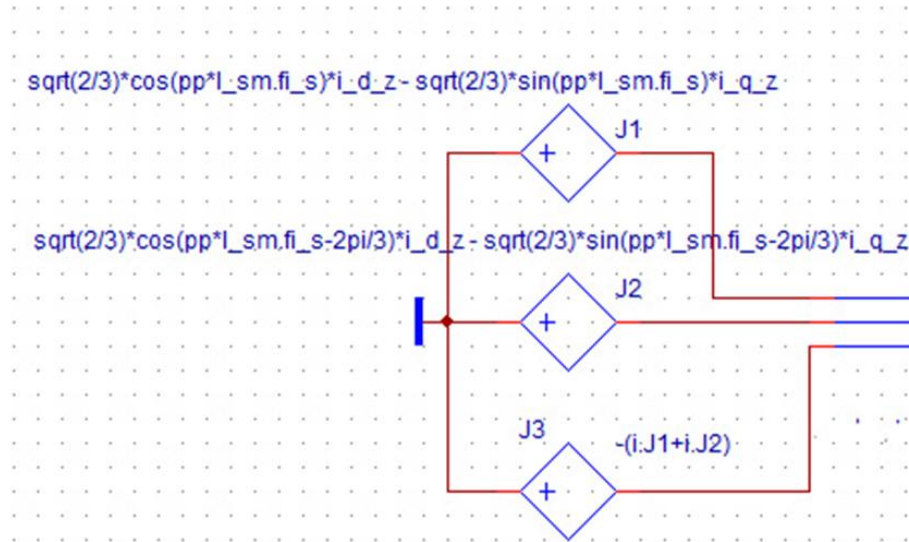 sqrt(2/3)*cos(pp*l_sm.fi_s)*i_d_z - sqrt(2/3)*sin(pp*l_sm.fi_s)*i_q_z
J1
sqrt(2/3)*cos(pp*l_sm.fi_s-2pi/3)*i_d_z - sqrt(2/3)*sin(pp*l_sm.fi_s-2pi/3)*i_q_z
J2
J3
-(i.J1+i.J2)